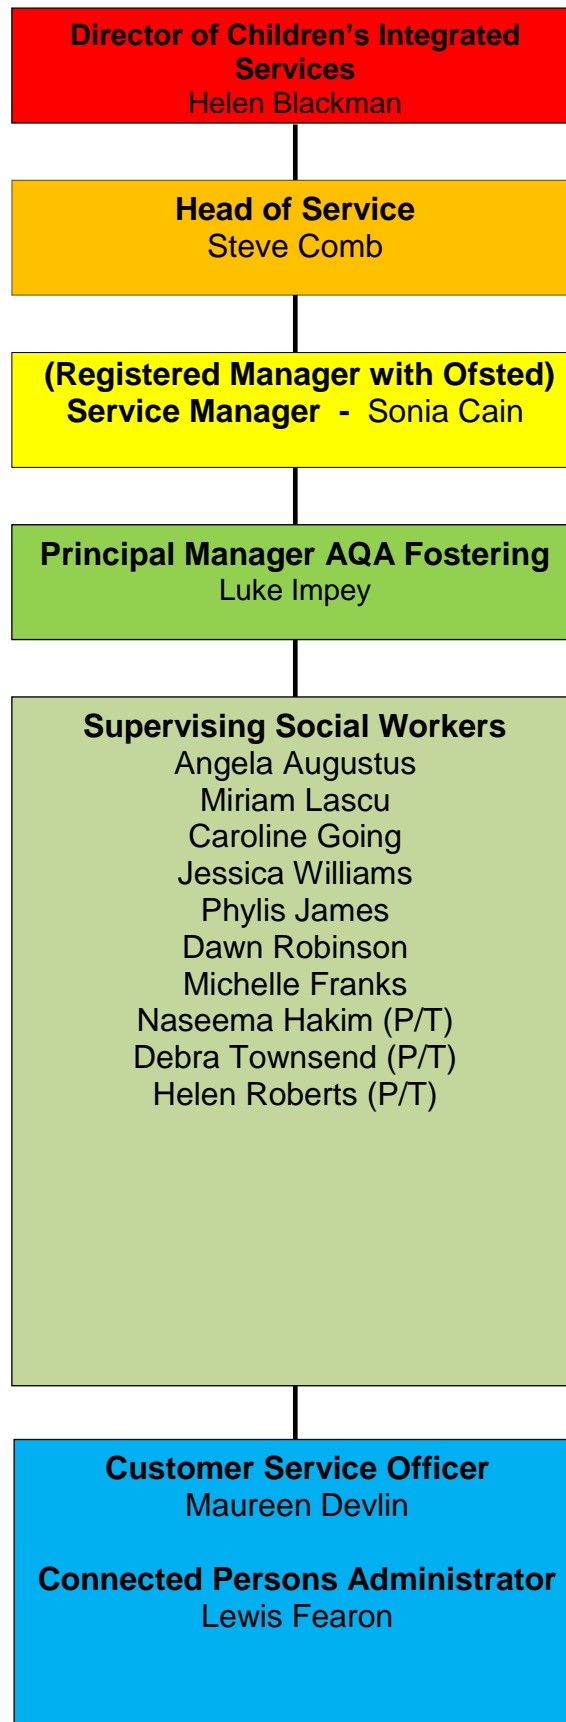 Director of Children’s Integrated
Services
Helen Blackman
Head of Service
Steve Comb
(Registered Manager with Ofsted)
Service Manager - Sonia Cain
Principal Manager AQA Fostering
Luke Impey
Supervising Social Workers
Angela Augustus
Miriam Lascu
Caroline Going
Jessica Williams
Phylis James
Dawn Robinson
Michelle Franks
Naseema Hakim (P/T)
Debra Townsend (P/T)
Helen Roberts (P/T)
Customer Service Officer
Maureen Devlin
Connected Persons Administrator
Lewis Fearon